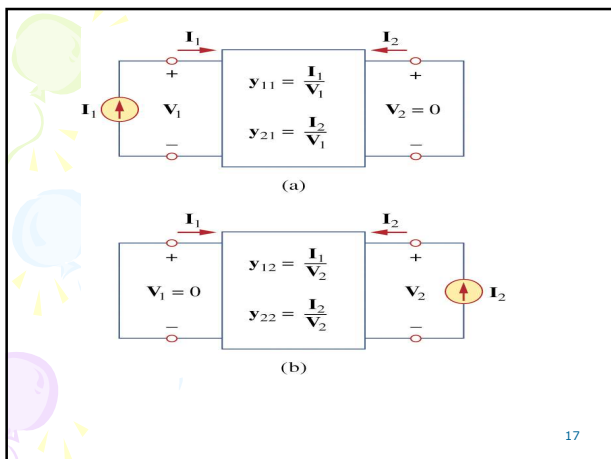 I₁ I₂
+ +
y₁₁ = I₁/V₁
I₁ V₁ V₂ = 0
y₂₁ = I₂/V₁
− −
(a)
I₁ I₂
+ +
y₁₂ = I₁/V₂
V₁ = 0 V₂ I₂
y₂₂ = I₂/V₂
− −
(b)
17